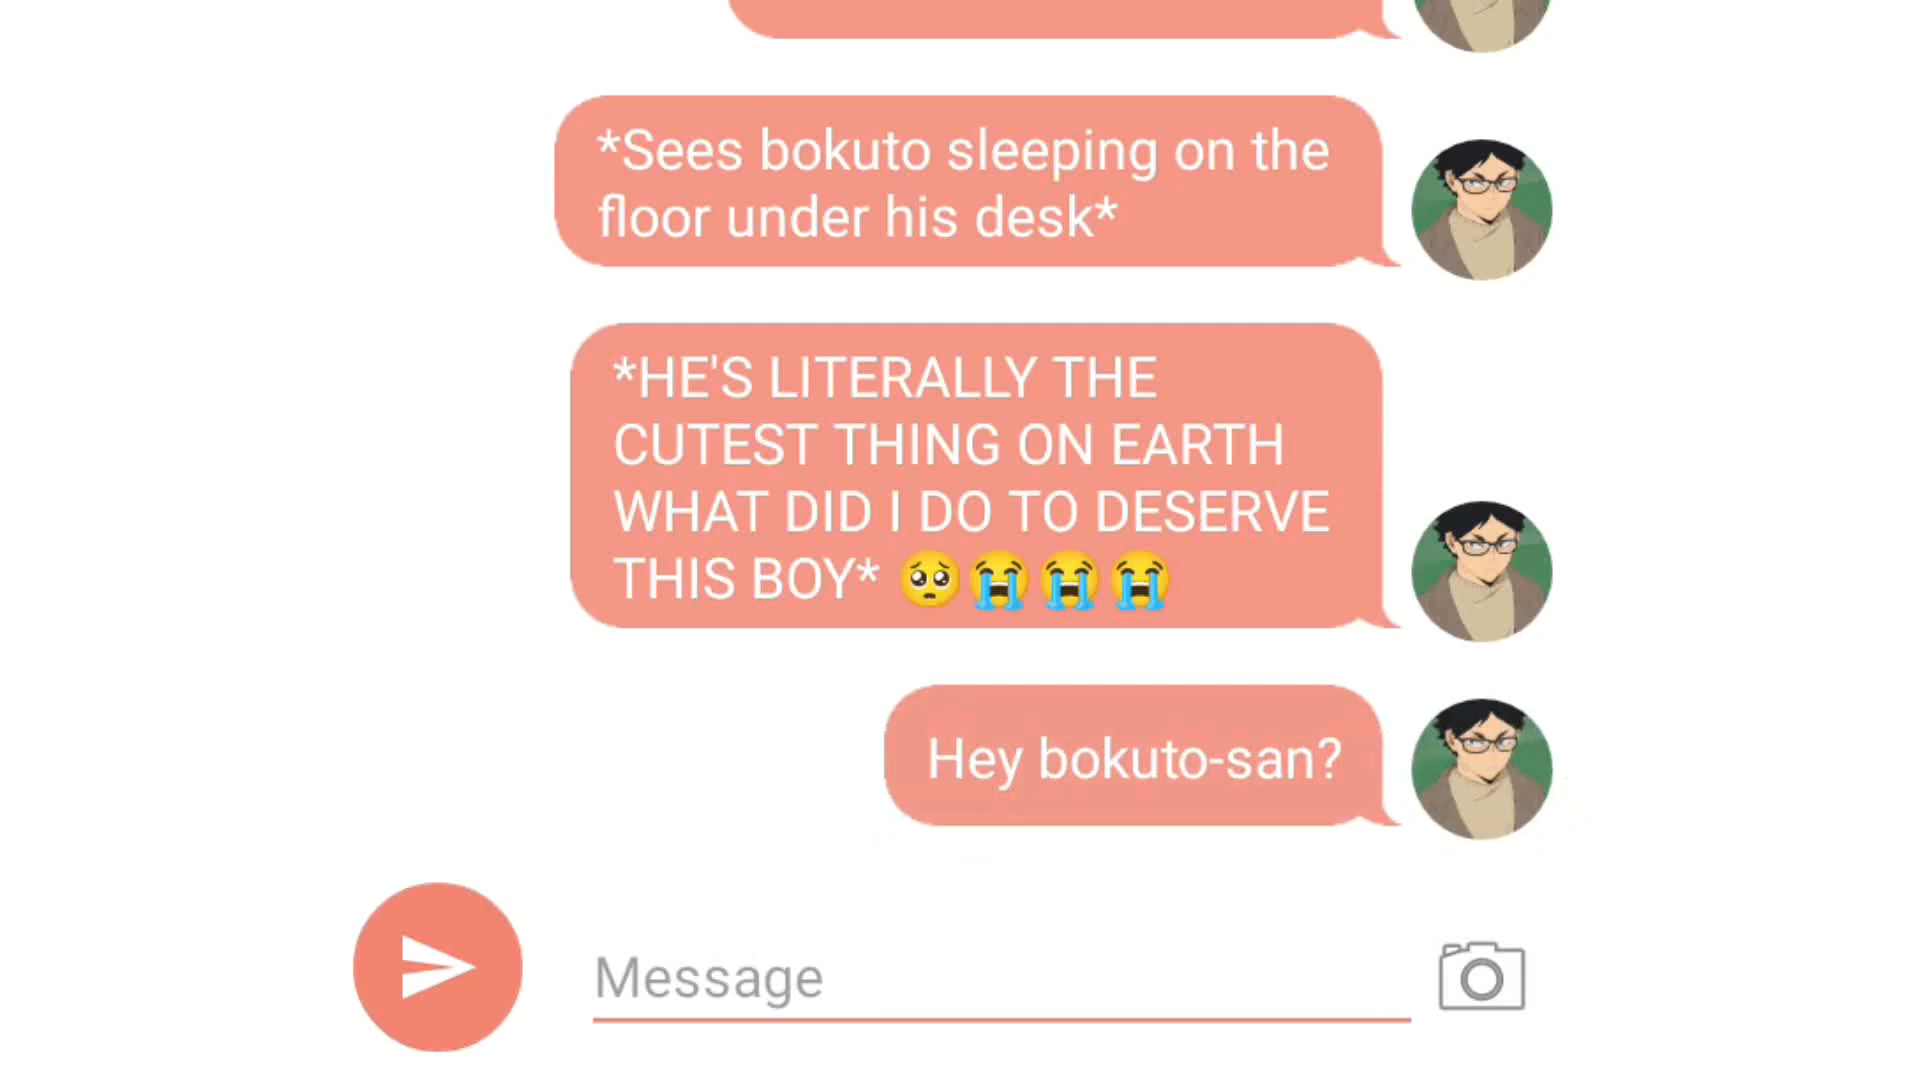 *Sees bokuto sleeping on the
floor under his desk*
*HE'S LITERALLY THE
CUTEST THING ON EARTH
WHAT DID I DO TO DESERVE
THIS BOY* 🥺😭😭😭
Hey bokuto-san?
Message